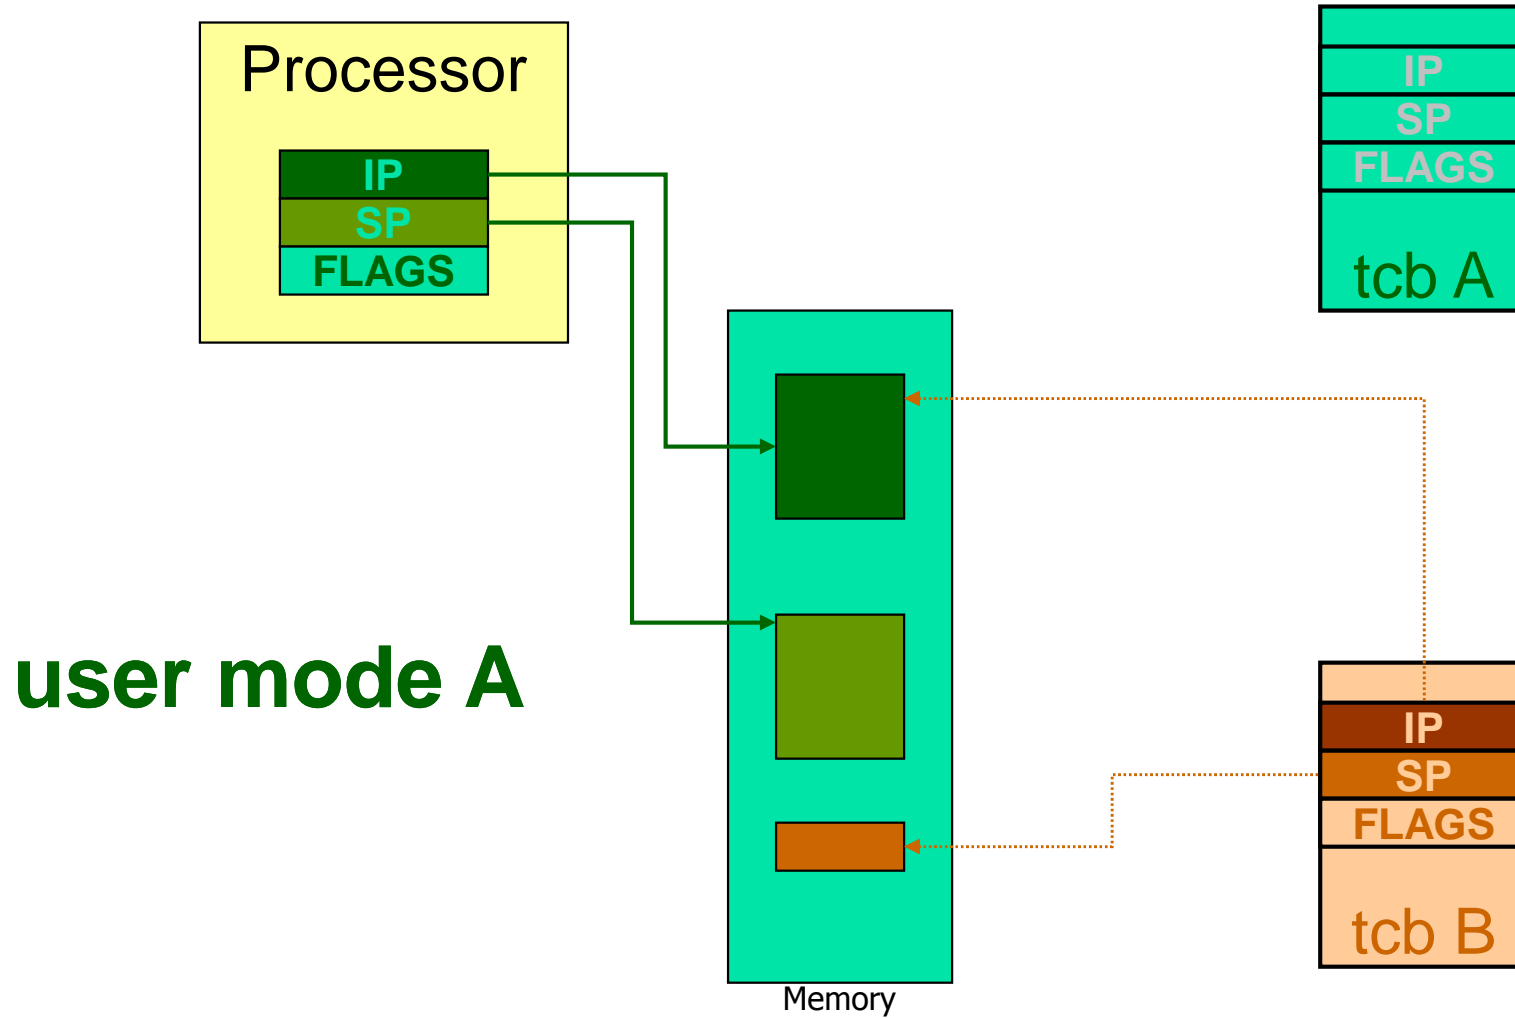 Processor
IP
SP
FLAGS
IP
SP
FLAGS
tcb A
user mode A
IP
SP
FLAGS
tcb B
Memory